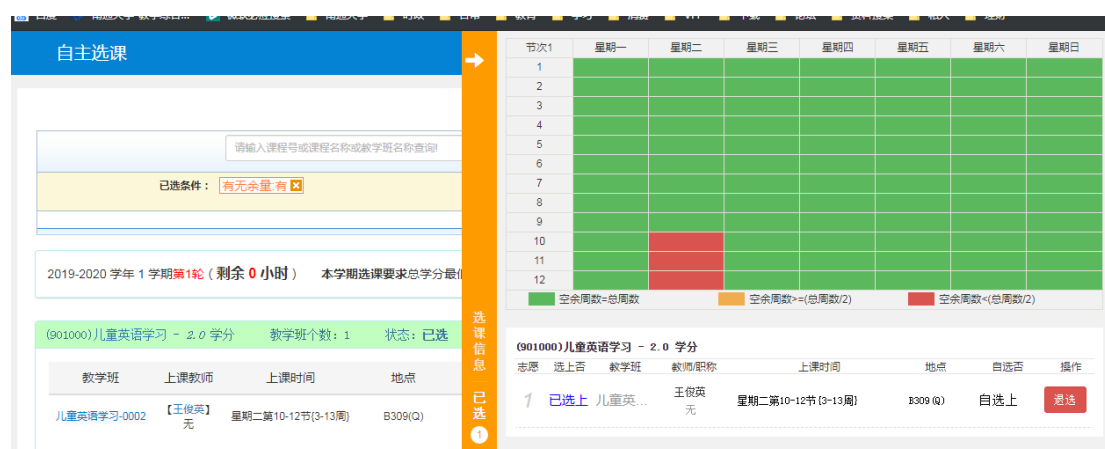 自主选课
请输入课程号或课程名称或教学班名称查询!
已选条件： 有无余量:有
2019-2020 学年 1 学期第1轮 ( 剩余 0 小时 ) 本学期选课要求总学分最
(901000)儿童英语学习 - 2.0 学分 教学班个数: 1 状态: 已选
教学班 上课教师 上课时间 地点
儿童英语学习-0002 【王俊英】 星期二第10-12节{3-13周} B309(Q)
无
选课信息
已选
1
节次1 星期一 星期二 星期三 星期四 星期五 星期六 星期日
1
2
3
4
5
6
7
8
9
10
11
12
空余周数=总周数 空余周数>=(总周数/2) 空余周数<(总周数/2)
(901000)儿童英语学习 - 2.0 学分
志愿 选上否 教学班 教师/职称 上课时间 地点 自选否 操作
1 已选上 儿童英... 王俊英 星期二第10-12节{3-13周} B309(Q) 自选上 退选
无